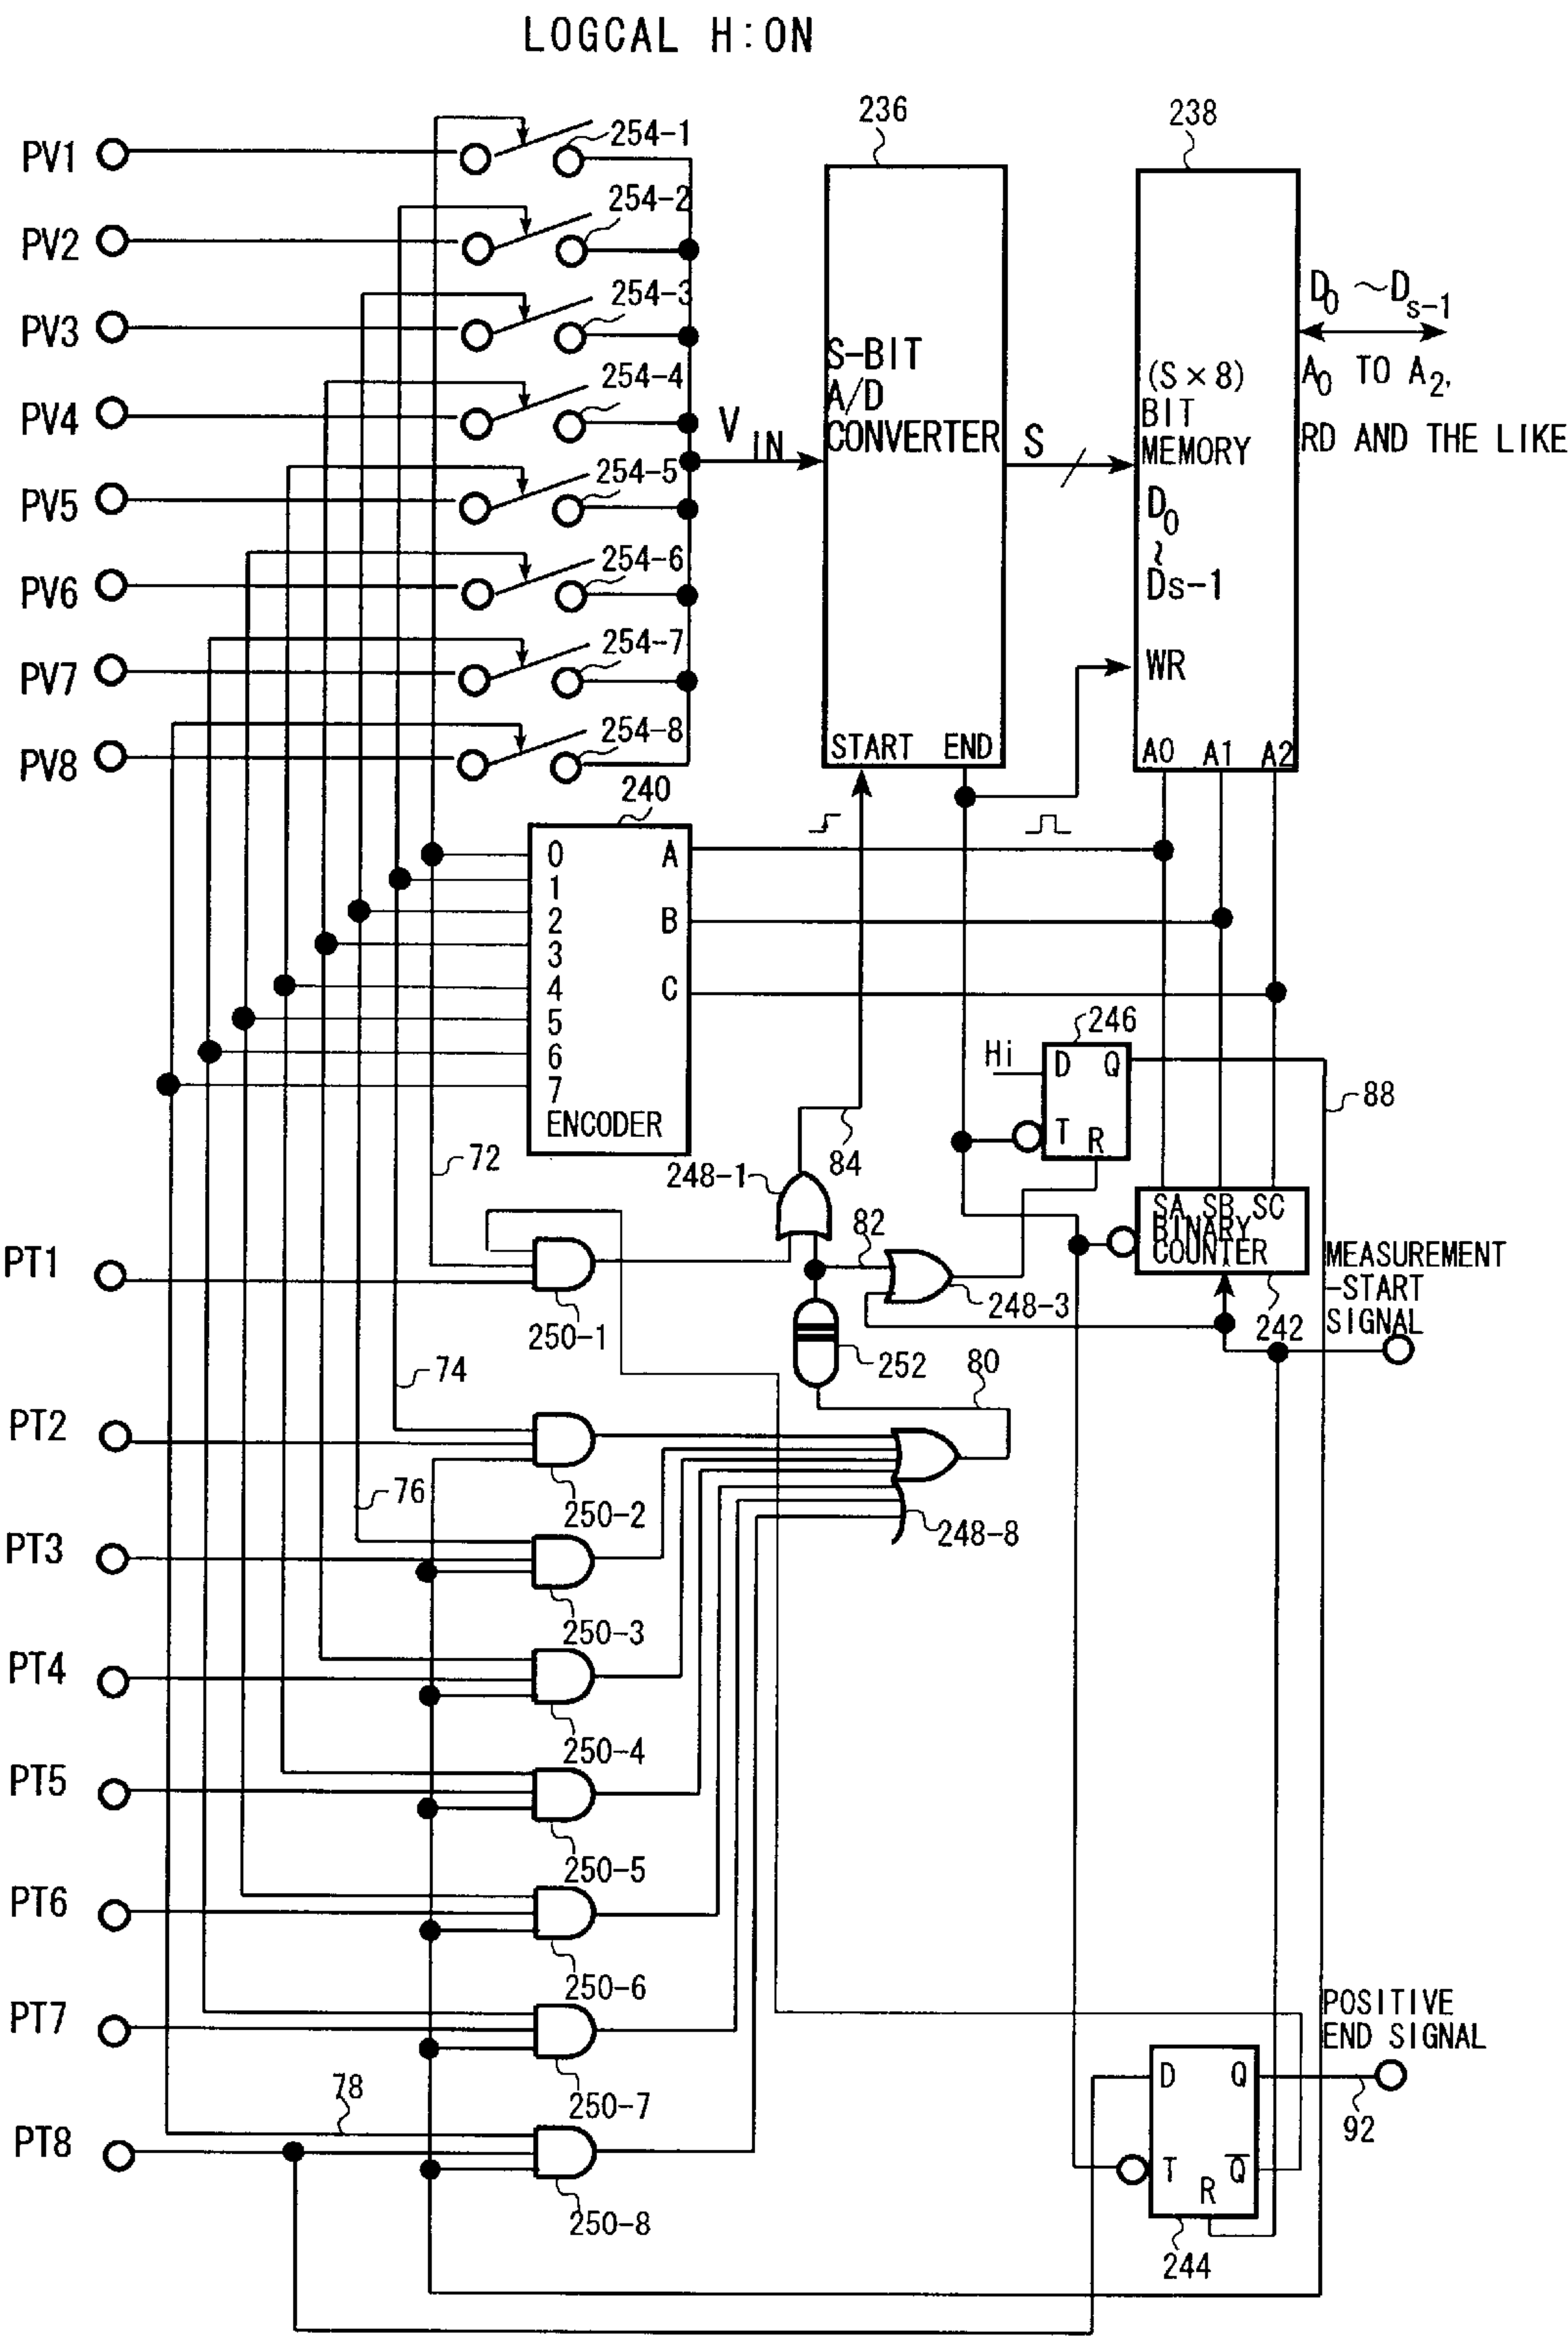 LOGCAL H:ON
236
238
PV1
254-1
PV2
254-2
PV3
254-3
PV4
254-4
PV5
254-5
PV6
254-6
PV7
254-7
PV8
254-8
V IN
S-BIT
A/D
CONVERTER
START END
S
(S×8)
BIT
MEMORY
D0
~
Ds-1
WR
A0 A1 A2
D0 ~Ds-1
A0 TO A2,
RD AND THE LIKE
240
0 A
1
2 B
3
4 C
5
6
7
ENCODER
246
Hi
D Q
T R
88
72
248-1
84
82
SA SB SC
BINARY
COUNTER
242
MEASUREMENT
-START
SIGNAL
PT1
250-1
248-3
252
80
74
PT2
250-2
76
248-8
PT3
250-3
PT4
250-4
PT5
250-5
PT6
250-6
PT7
250-7
78
PT8
250-8
POSITIVE
END SIGNAL
D Q
92
T Q̅
R
244